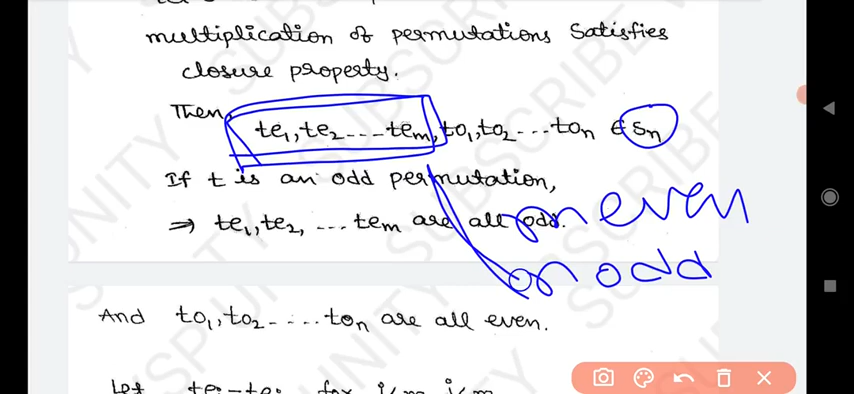 multiplication of permutations Satisfies
closure property.
Then, te₁, te₂ ---- teₘ, to₁, to₂ ... toₙ ∈ Sₙ
If t is an odd permutation,
⇒ te₁, te₂, ... teₘ are all odd.
on even
on odd
And to₁, to₂ ----- toₙ are all even.
Let